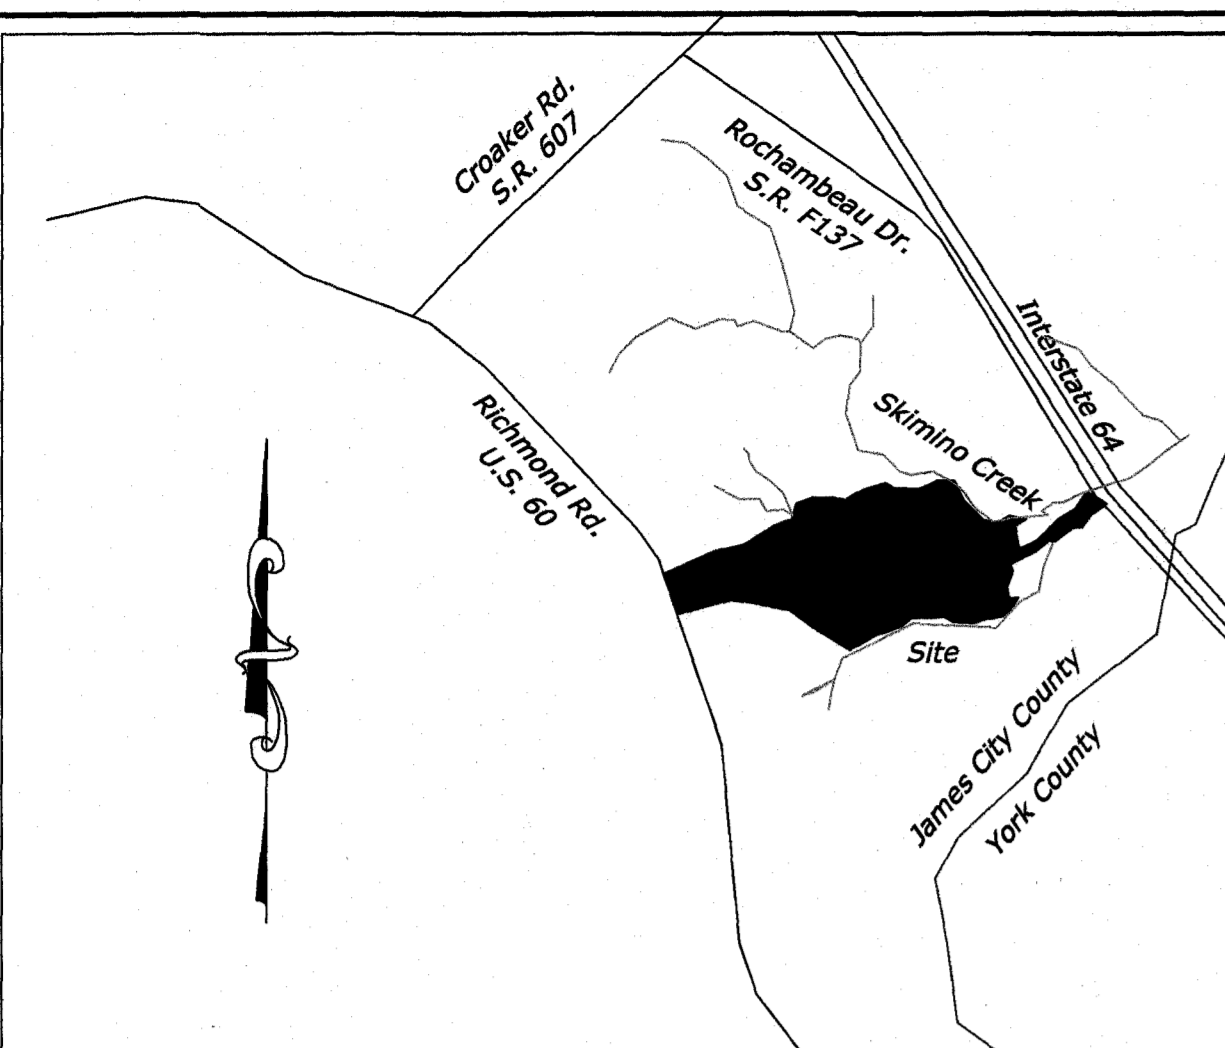 Croaker Rd.
S.R. 607
Rochambeau Dr.
S.R. F137
Interstate 64
Richmond Rd.
U.S. 60
Skimino Creek
Site
James City County
York County